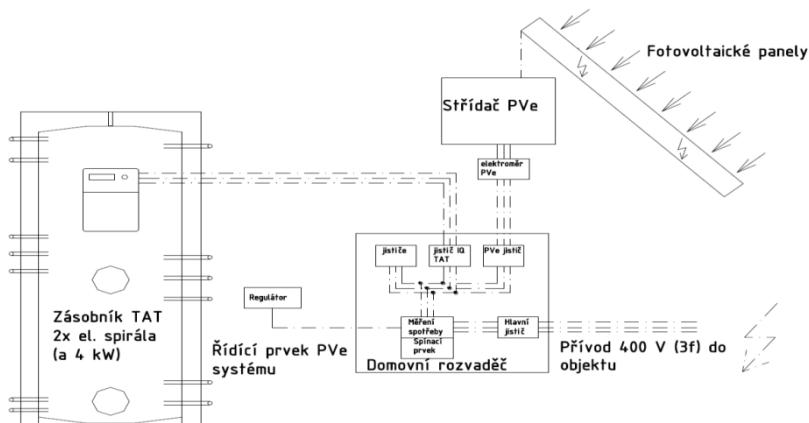 Fotovoltaické panely
Střídač PVe
elektroměr
PVe
jističe
jistič IQ
TAT
PVe jistič
Regulátor
Měření
spotřeby
Spínací
prvek
Hlavní
jistič
Zásobník TAT
2x el. spirála
(a 4 kW)
Řídící prvek PVe
systému
Domovní rozvaděč
Přívod 400 V (3f) do
objektu